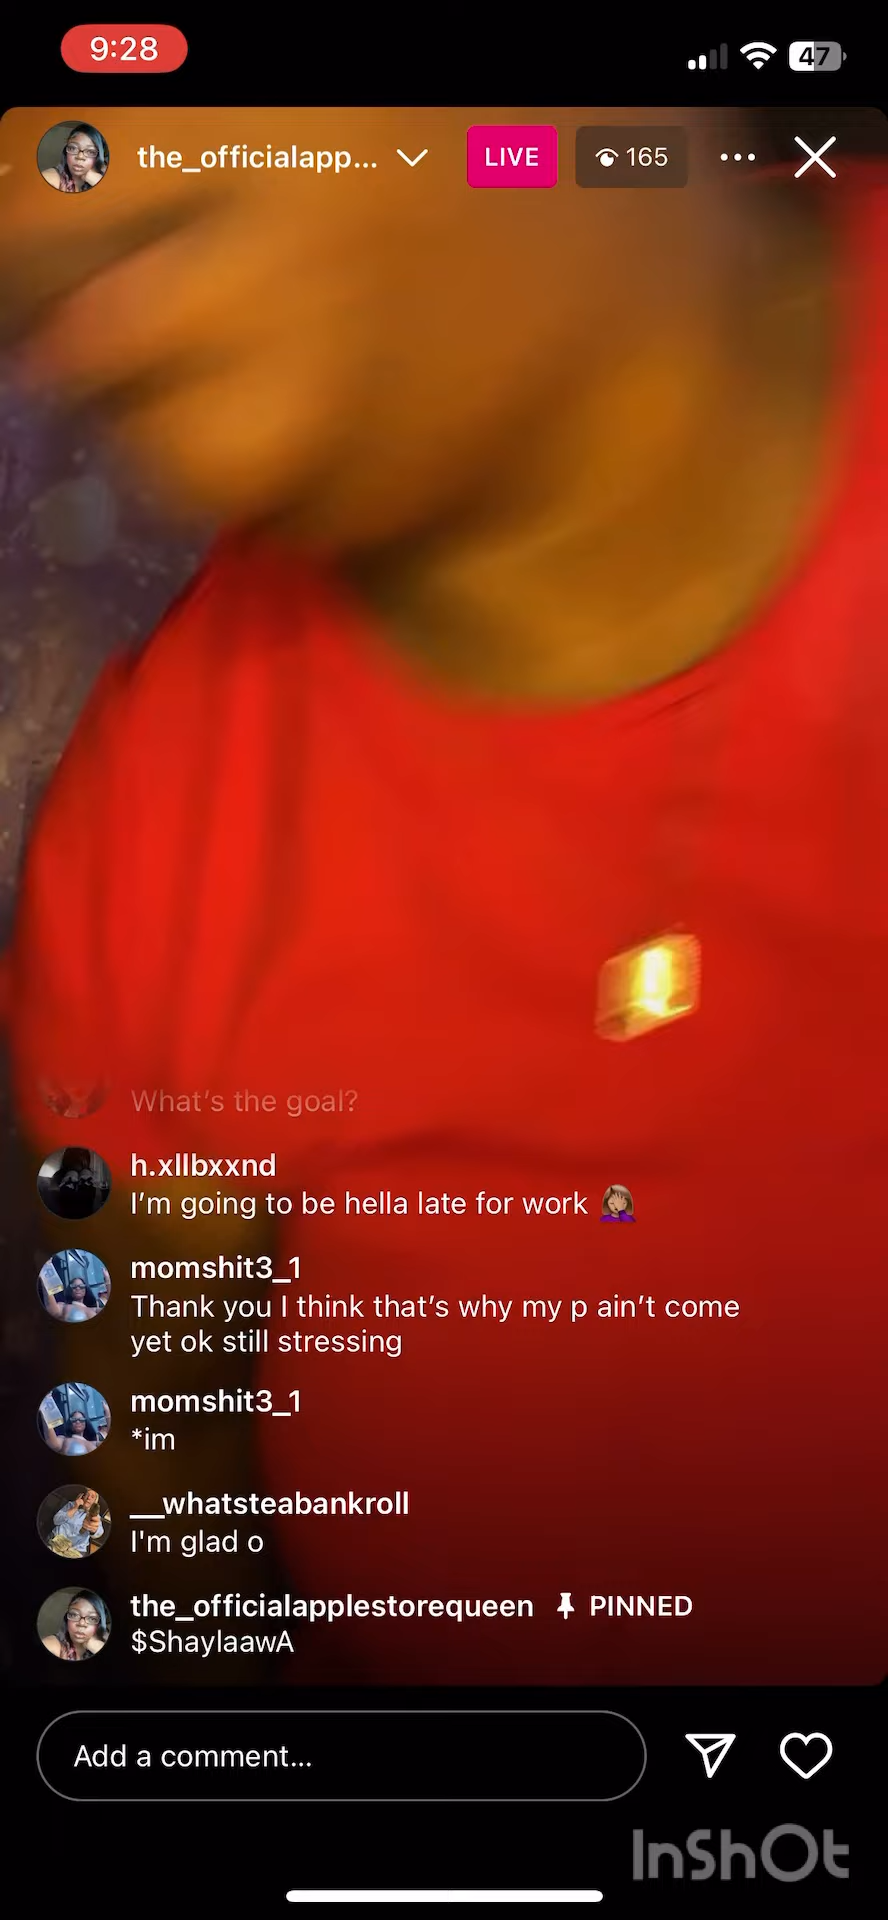 9:28
47
the_officialapp...
LIVE
165
What's the goal?
h.xllbxxnd
I'm going to be hella late for work 🤦🏽‍♀️
momshit3_1
Thank you I think that's why my p ain't come
yet ok still stressing
momshit3_1
*im
__whatsteabankroll
I'm glad o
the_officialapplestorequeen PINNED
$ShaylaawA
Add a comment...
InShOt